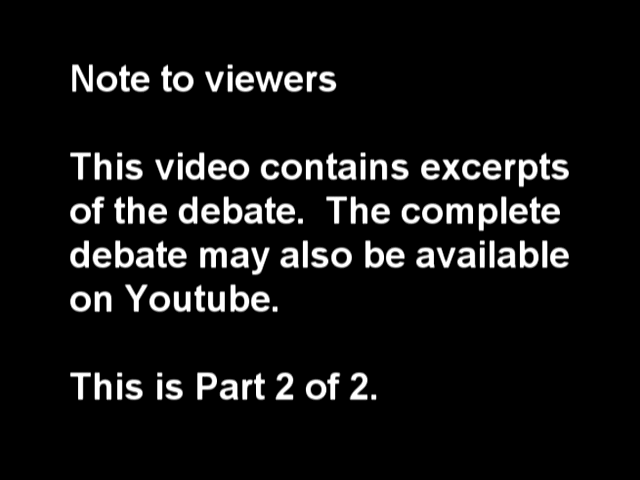 Note to viewers
This video contains excerpts
of the debate.  The complete
debate may also be available
on Youtube.
This is Part 2 of 2.